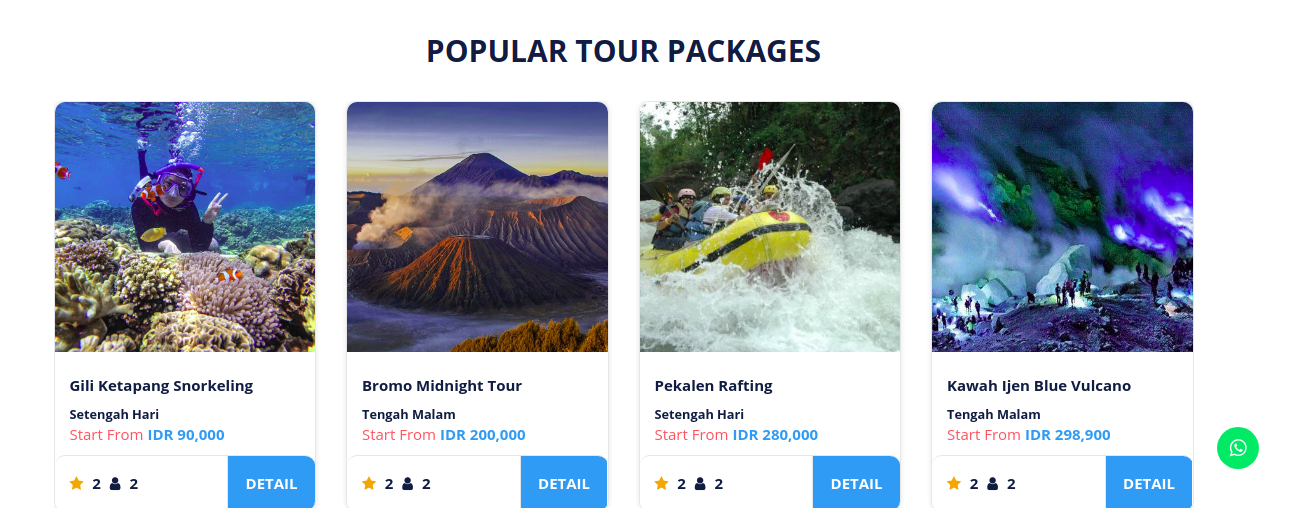 POPULAR TOUR PACKAGES
Gili Ketapang Snorkeling
Setengah Hari
Start From IDR 90,000
2 2
DETAIL
Bromo Midnight Tour
Tengah Malam
Start From IDR 200,000
2 2
DETAIL
Pekalen Rafting
Setengah Hari
Start From IDR 280,000
2 2
DETAIL
Kawah Ijen Blue Vulcano
Tengah Malam
Start From IDR 298,900
2 2
DETAIL